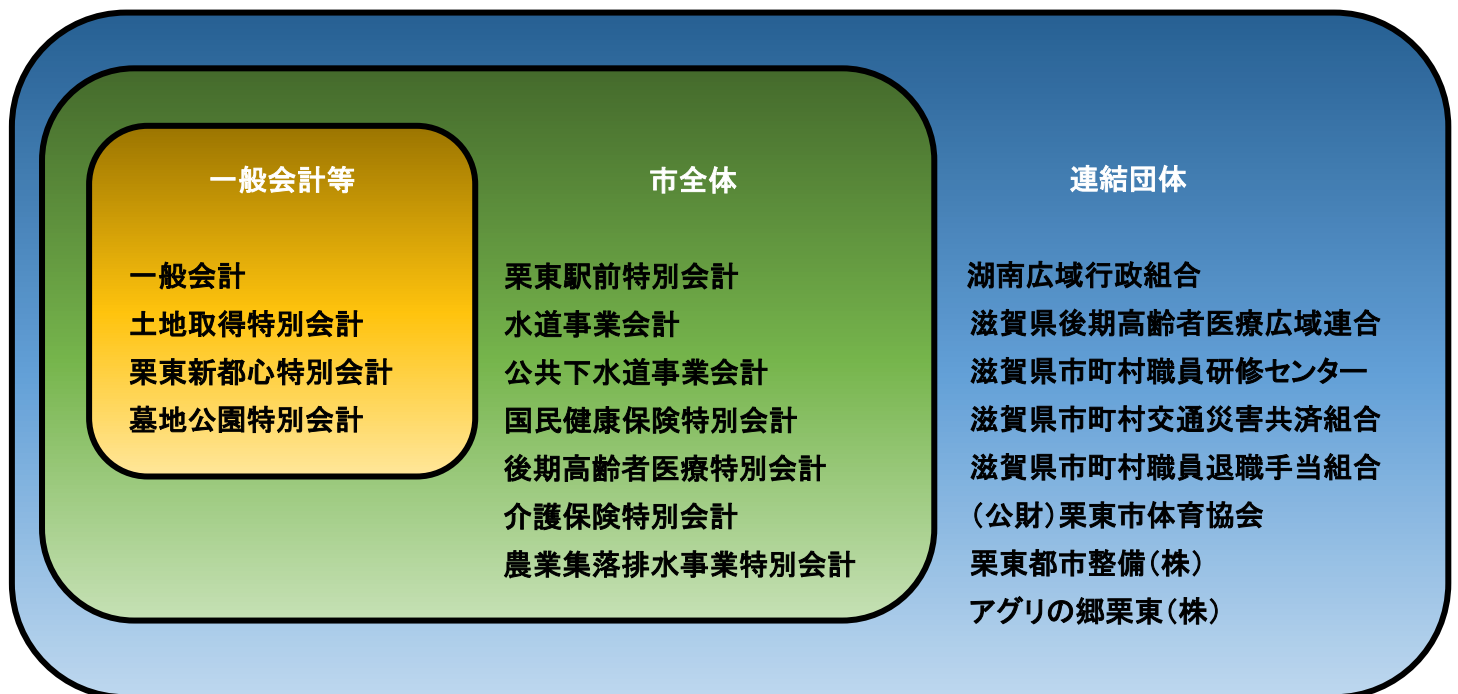 一般会計等
一般会計
土地取得特別会計
栗東新都心特別会計
墓地公園特別会計
市全体
栗東駅前特別会計
水道事業会計
公共下水道事業会計
国民健康保険特別会計
後期高齢者医療特別会計
介護保険特別会計
農業集落排水事業特別会計
連結団体
湖南広域行政組合
滋賀県後期高齢者医療広域連合
滋賀県市町村職員研修センター
滋賀県市町村交通災害共済組合
滋賀県市町村職員退職手当組合
（公財）栗東市体育協会
栗東都市整備（株）
アグリの郷栗東（株）